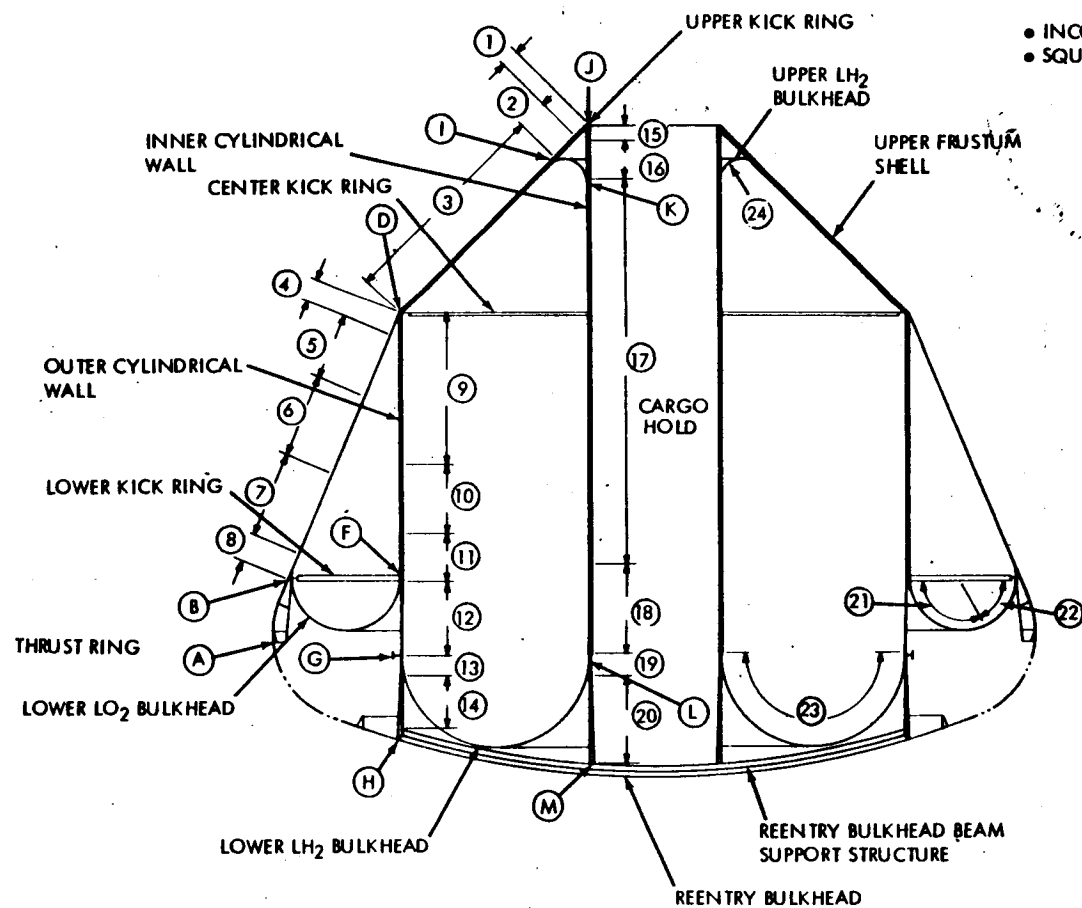 UPPER KICK RING
• INC
• SQU
1
J
2
UPPER LH2
BULKHEAD
I
15
INNER CYLINDRICAL
WALL
16
UPPER FRUSTUM
SHELL
CENTER KICK RING
3
K
24
D
4
5
17
OUTER CYLINDRICAL
WALL
9
6
CARGO
HOLD
LOWER KICK RING
7
10
8
F
11
B
12
18
21
22
THRUST RING
A
G
13
19
LOWER LO2 BULKHEAD
14
20
L
23
H
M
LOWER LH2 BULKHEAD
REENTRY BULKHEAD BEAM
SUPPORT STRUCTURE
REENTRY BULKHEAD